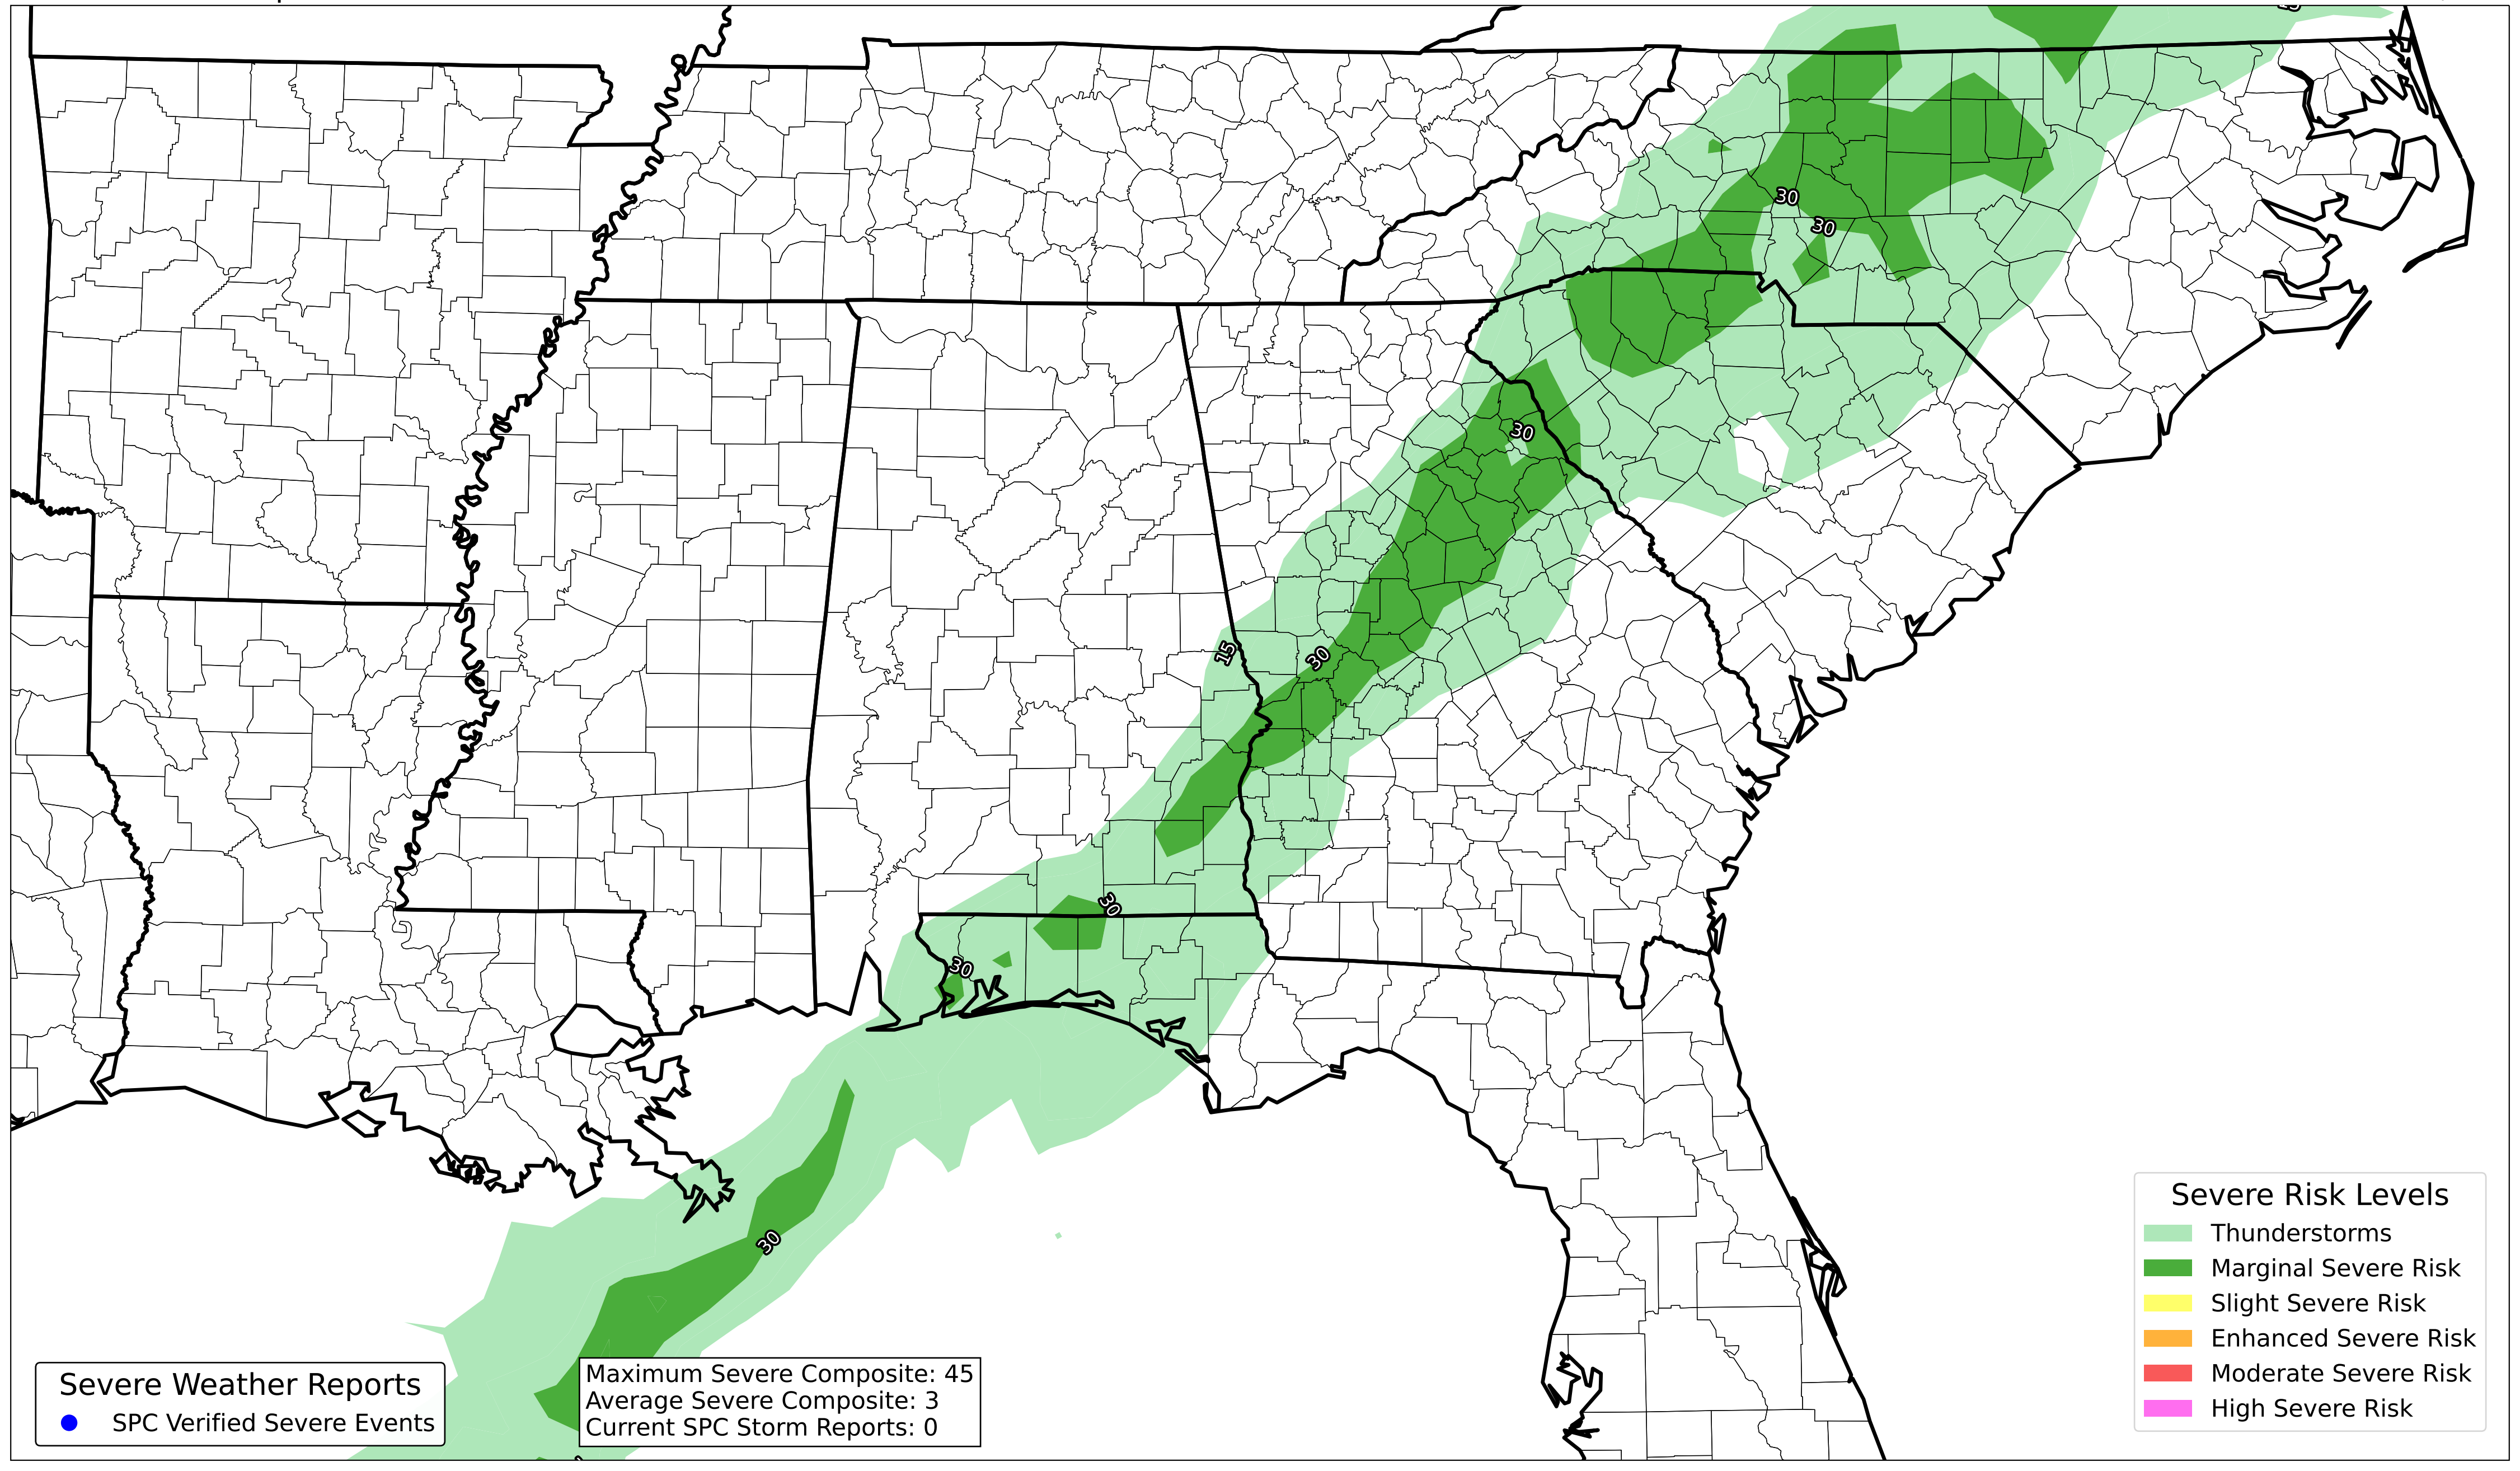 30
30
30
15
30
30
30
30
Severe Weather Reports
SPC Verified Severe Events
Maximum Severe Composite: 45
Average Severe Composite: 3
Current SPC Storm Reports: 0
Severe Risk Levels
Thunderstorms
Marginal Severe Risk
Slight Severe Risk
Enhanced Severe Risk
Moderate Severe Risk
High Severe Risk